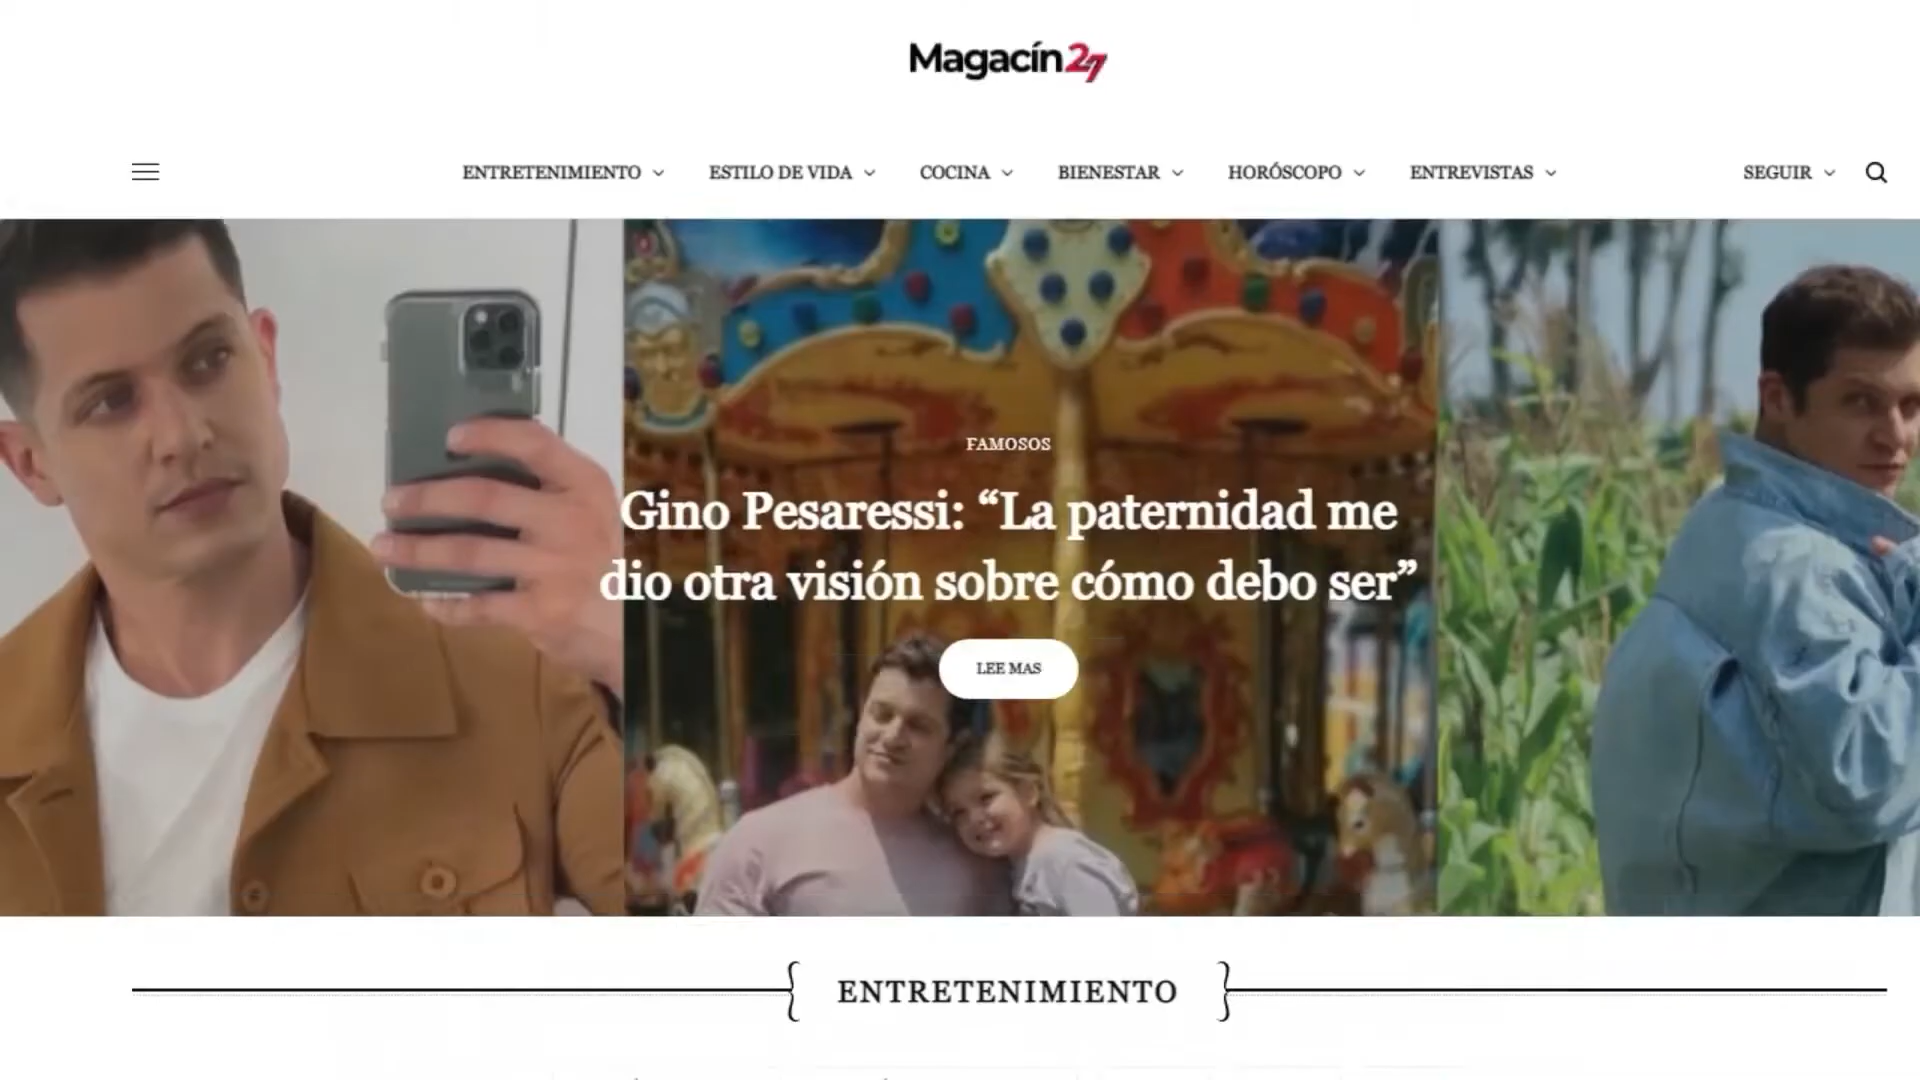 Magacín27
ENTRETENIMIENTO
ESTILO DE VIDA
COCINA
BIENESTAR
HORÓSCOPO
ENTREVISTAS
SEGUIR
FAMOSOS
Gino Pesaressi: “La paternidad me
dio otra visión sobre cómo debo ser”
LEE MAS
ENTRETENIMIENTO